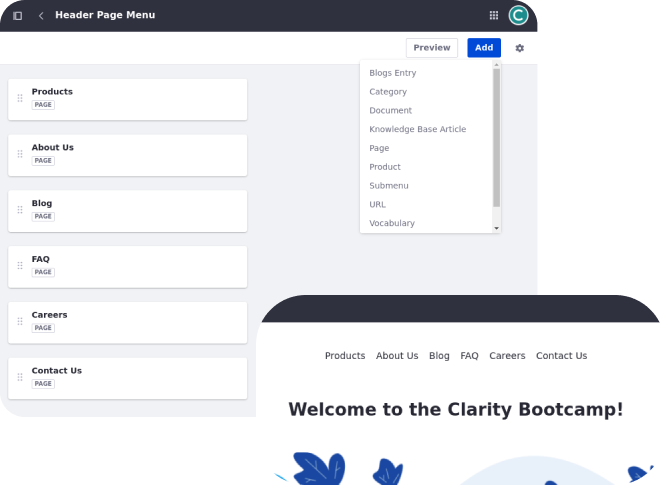 Header Page Menu
C
Preview Add
Blogs Entry
Category
Document
Knowledge Base Article
Page
Product
Submenu
URL
Vocabulary
Products
PAGE
About Us
PAGE
Blog
PAGE
FAQ
PAGE
Careers
PAGE
Contact Us
PAGE
Products About Us Blog FAQ Careers Contact Us
Welcome to the Clarity Bootcamp!